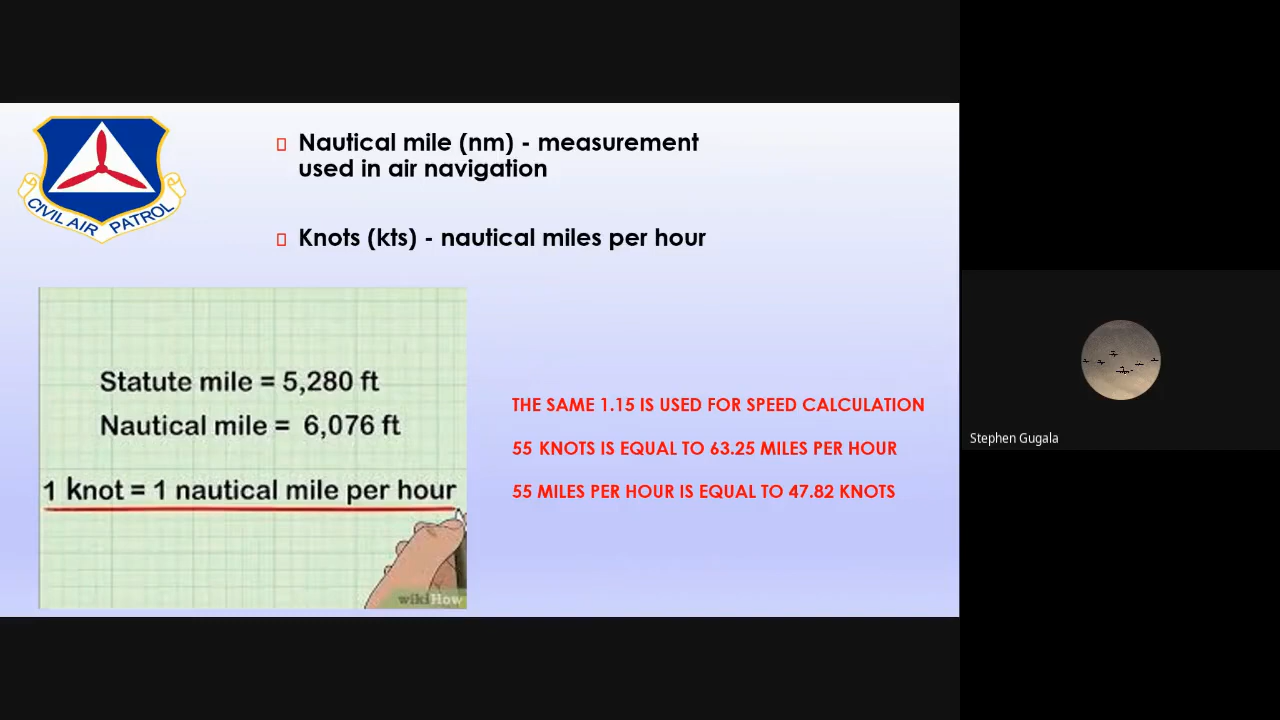 CIVIL AIR PATROL
Nautical mile (nm) - measurement
used in air navigation
Knots (kts) - nautical miles per hour
Statute mile = 5,280 ft
Nautical mile = 6,076 ft
1 knot = 1 nautical mile per hour
wikiHow
THE SAME 1.15 IS USED FOR SPEED CALCULATION
55 KNOTS IS EQUAL TO 63.25 MILES PER HOUR
55 MILES PER HOUR IS EQUAL TO 47.82 KNOTS
Stephen Gugala